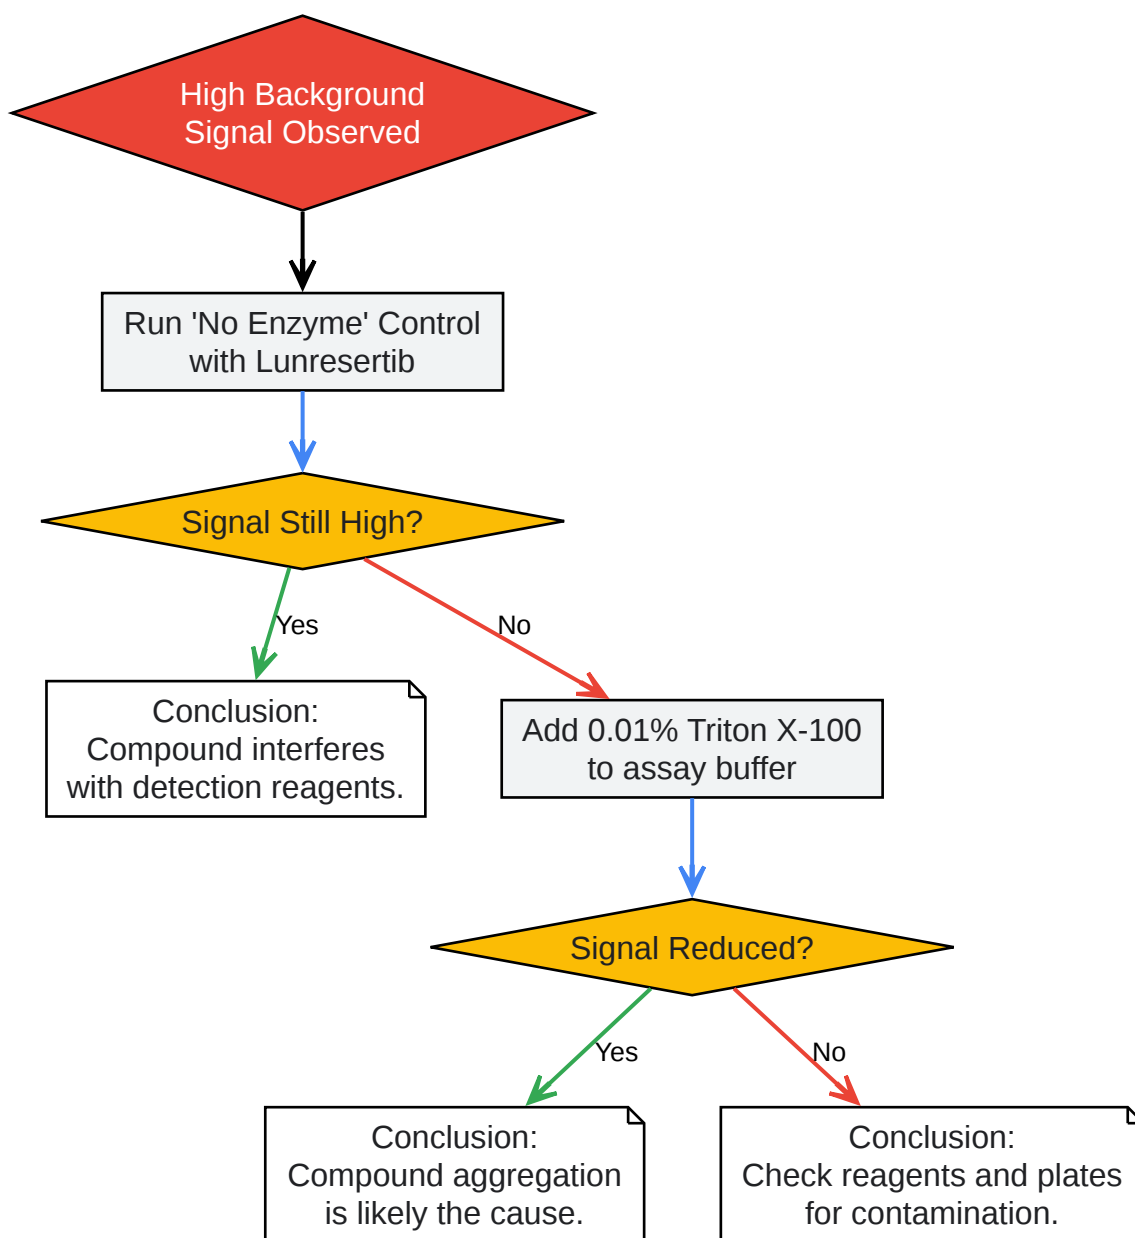 High Background
Signal Observed
Run 'No Enzyme' Control
with Lunresertib
Signal Still High?
Yes
No
Conclusion:
Compound interferes
with detection reagents.
Add 0.01% Triton X-100
to assay buffer
Signal Reduced?
Yes
No
Conclusion:
Compound aggregation
is likely the cause.
Conclusion:
Check reagents and plates
for contamination.